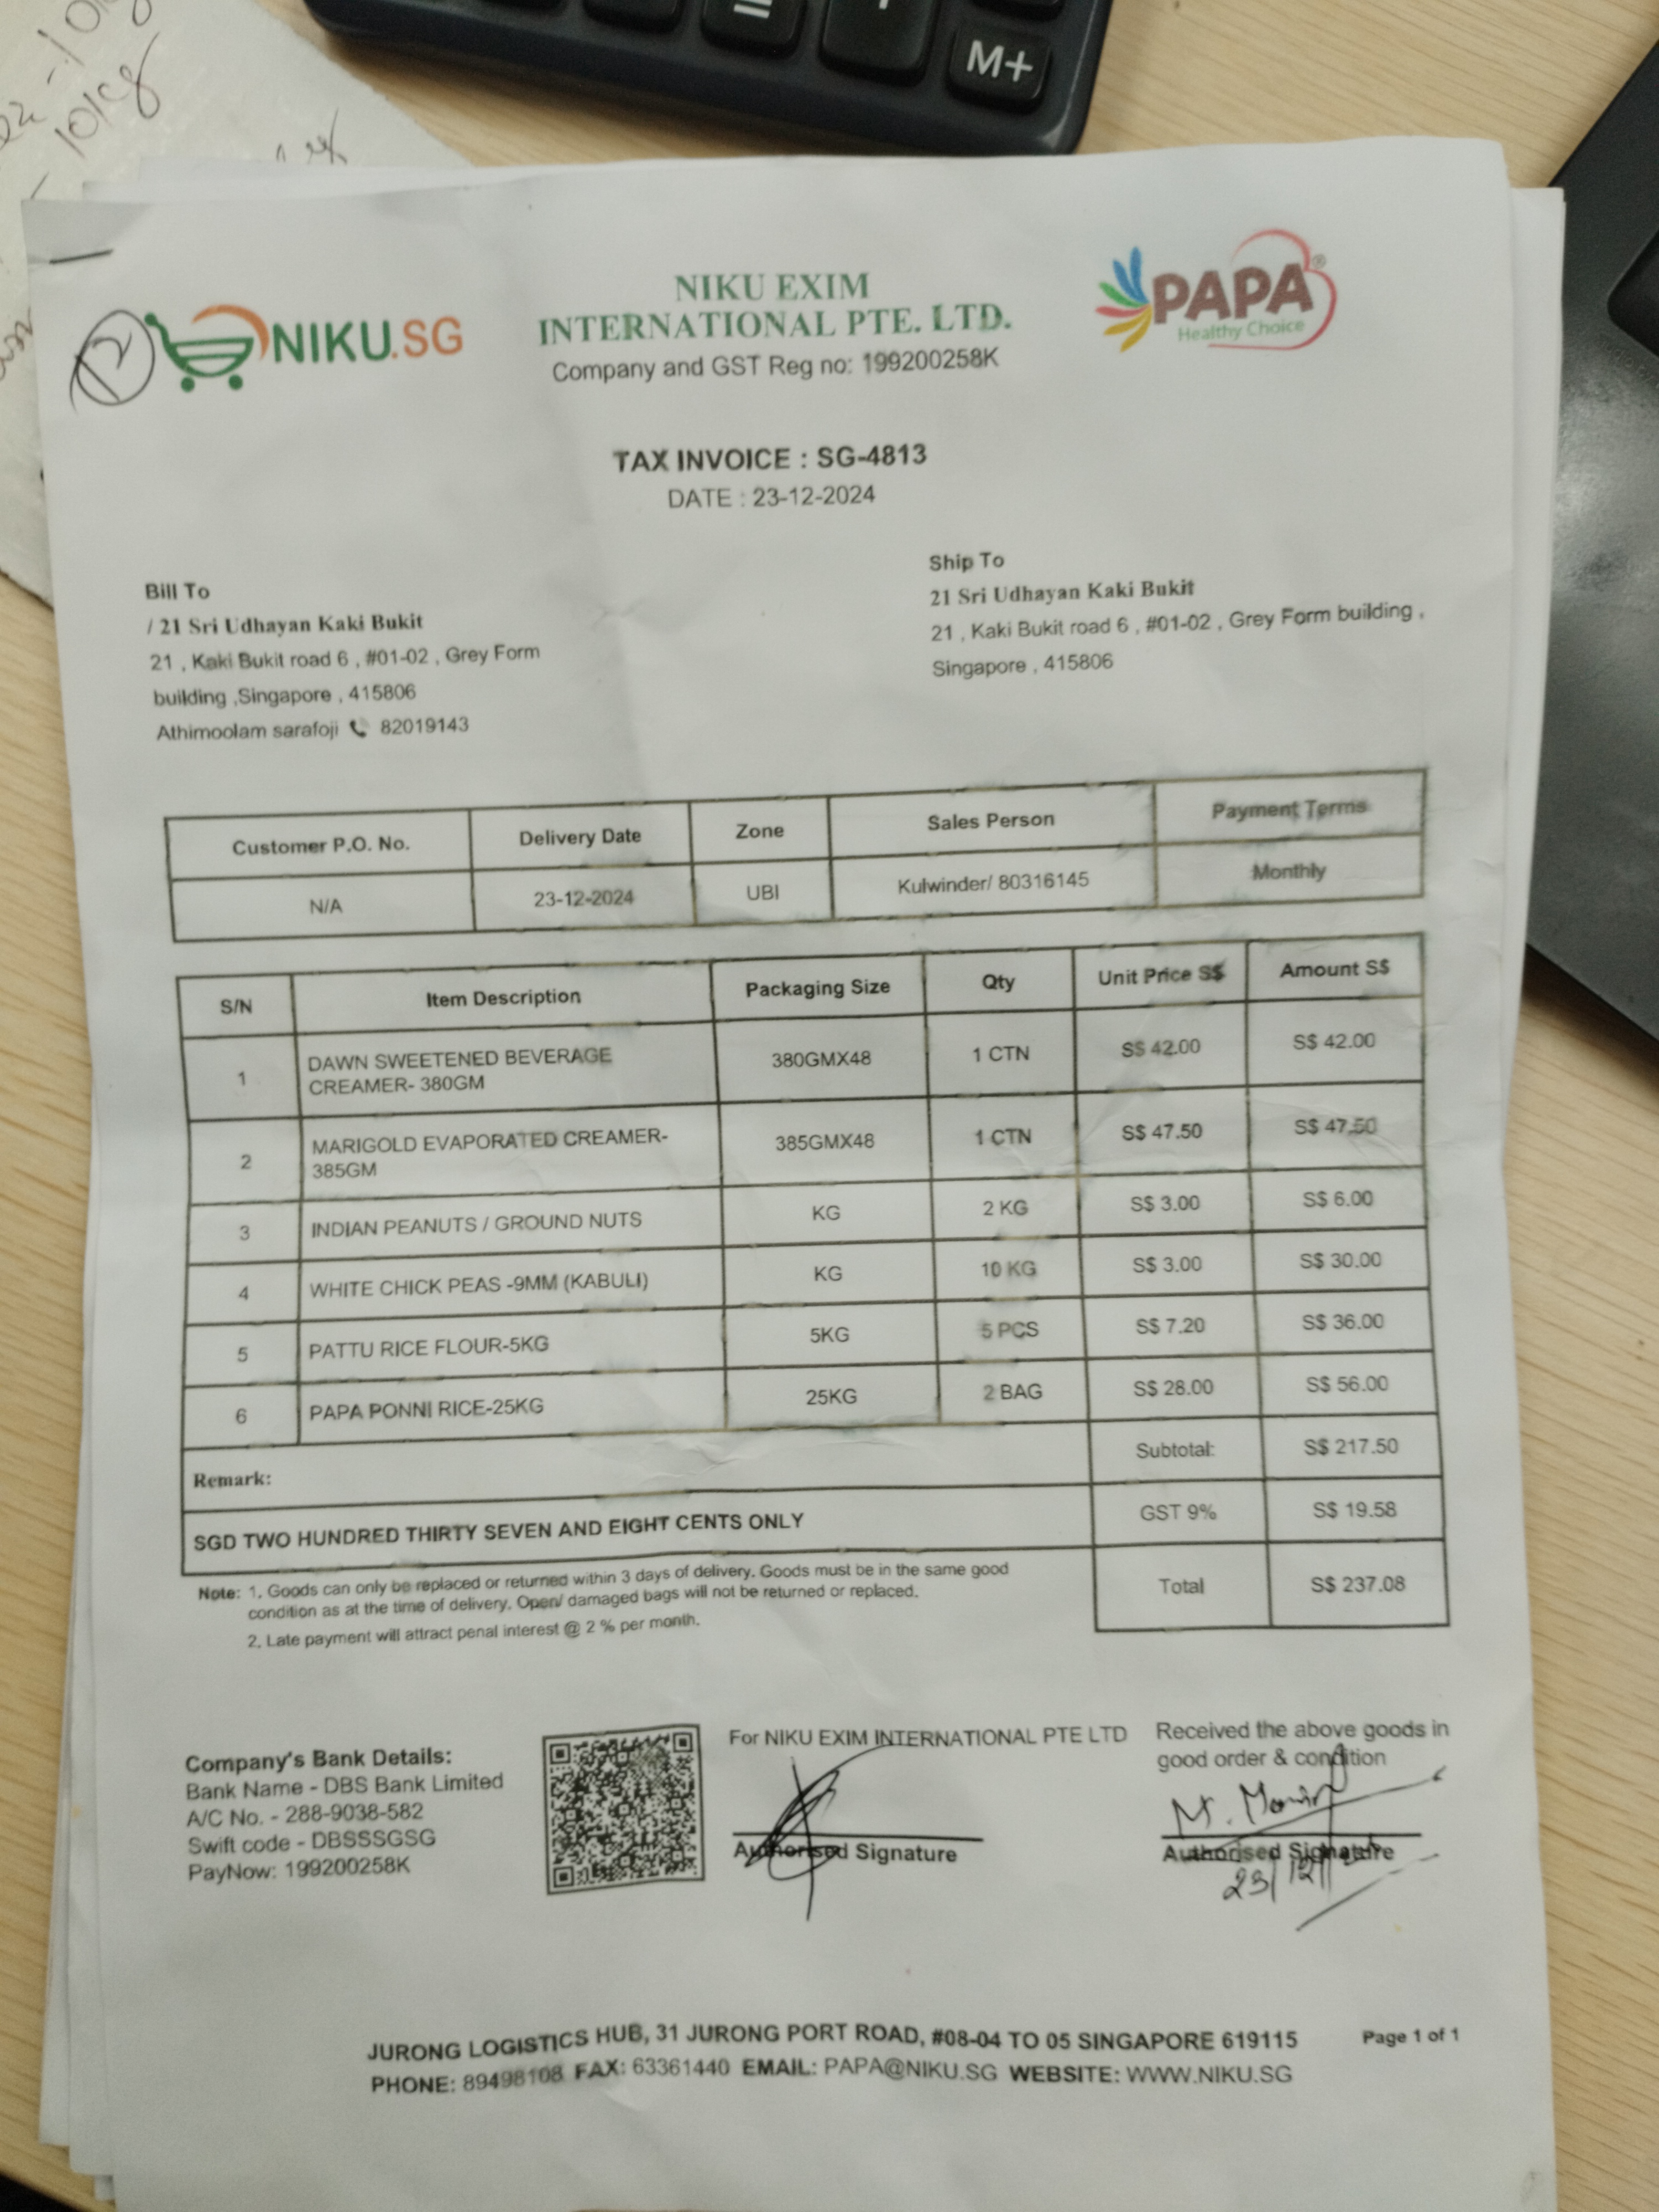 =
M+
10kg
12
NIKU.SG
NIKU EXIM
INTERNATIONAL PTE. LTD.
Company and GST Reg no: 199200258K
PAPA®
Healthy Choice
TAX INVOICE : SG-4813
DATE : 23-12-2024
Bill To
/ 21 Sri Udhayan Kaki Bukit
21 , Kaki Bukit road 6 , #01-02 , Grey Form
building ,Singapore , 415806
Athimoolam sarafoji 82019143
Ship To
21 Sri Udhayan Kaki Bukit
21 , Kaki Bukit road 6 , #01-02 , Grey Form building ,
Singapore , 415806
Customer P.O. No. Delivery Date Zone Sales Person Payment Terms
N/A 23-12-2024 UBI Kulwinder/ 80316145 Monthly
S/N Item Description Packaging Size Qty Unit Price S$ Amount S$
1 DAWN SWEETENED BEVERAGE CREAMER- 380GM 380GMX48 1 CTN S$ 42.00 S$ 42.00
2 MARIGOLD EVAPORATED CREAMER- 385GM 385GMX48 1 CTN S$ 47.50 S$ 47.50
3 INDIAN PEANUTS / GROUND NUTS KG 2 KG S$ 3.00 S$ 6.00
4 WHITE CHICK PEAS -9MM (KABULI) KG 10 KG S$ 3.00 S$ 30.00
5 PATTU RICE FLOUR-5KG 5KG 5 PCS S$ 7.20 S$ 36.00
6 PAPA PONNI RICE-25KG 25KG 2 BAG S$ 28.00 S$ 56.00
Remark: Subtotal: S$ 217.50
SGD TWO HUNDRED THIRTY SEVEN AND EIGHT CENTS ONLY GST 9% S$ 19.58
Total S$ 237.08
Note: 1. Goods can only be replaced or returned within 3 days of delivery. Goods must be in the same good
condition as at the time of delivery. Open/ damaged bags will not be returned or replaced.
2. Late payment will attract penal interest @ 2 % per month.
Company's Bank Details:
Bank Name - DBS Bank Limited
A/C No. - 288-9038-582
Swift code - DBSSSGSG
PayNow: 199200258K
For NIKU EXIM INTERNATIONAL PTE LTD
Authorised Signature
Received the above goods in
good order & condition
Authorised Signature
23/12/
JURONG LOGISTICS HUB, 31 JURONG PORT ROAD, #08-04 TO 05 SINGAPORE 619115
PHONE: 89498108 FAX: 63361440 EMAIL: PAPA@NIKU.SG WEBSITE: WWW.NIKU.SG
Page 1 of 1